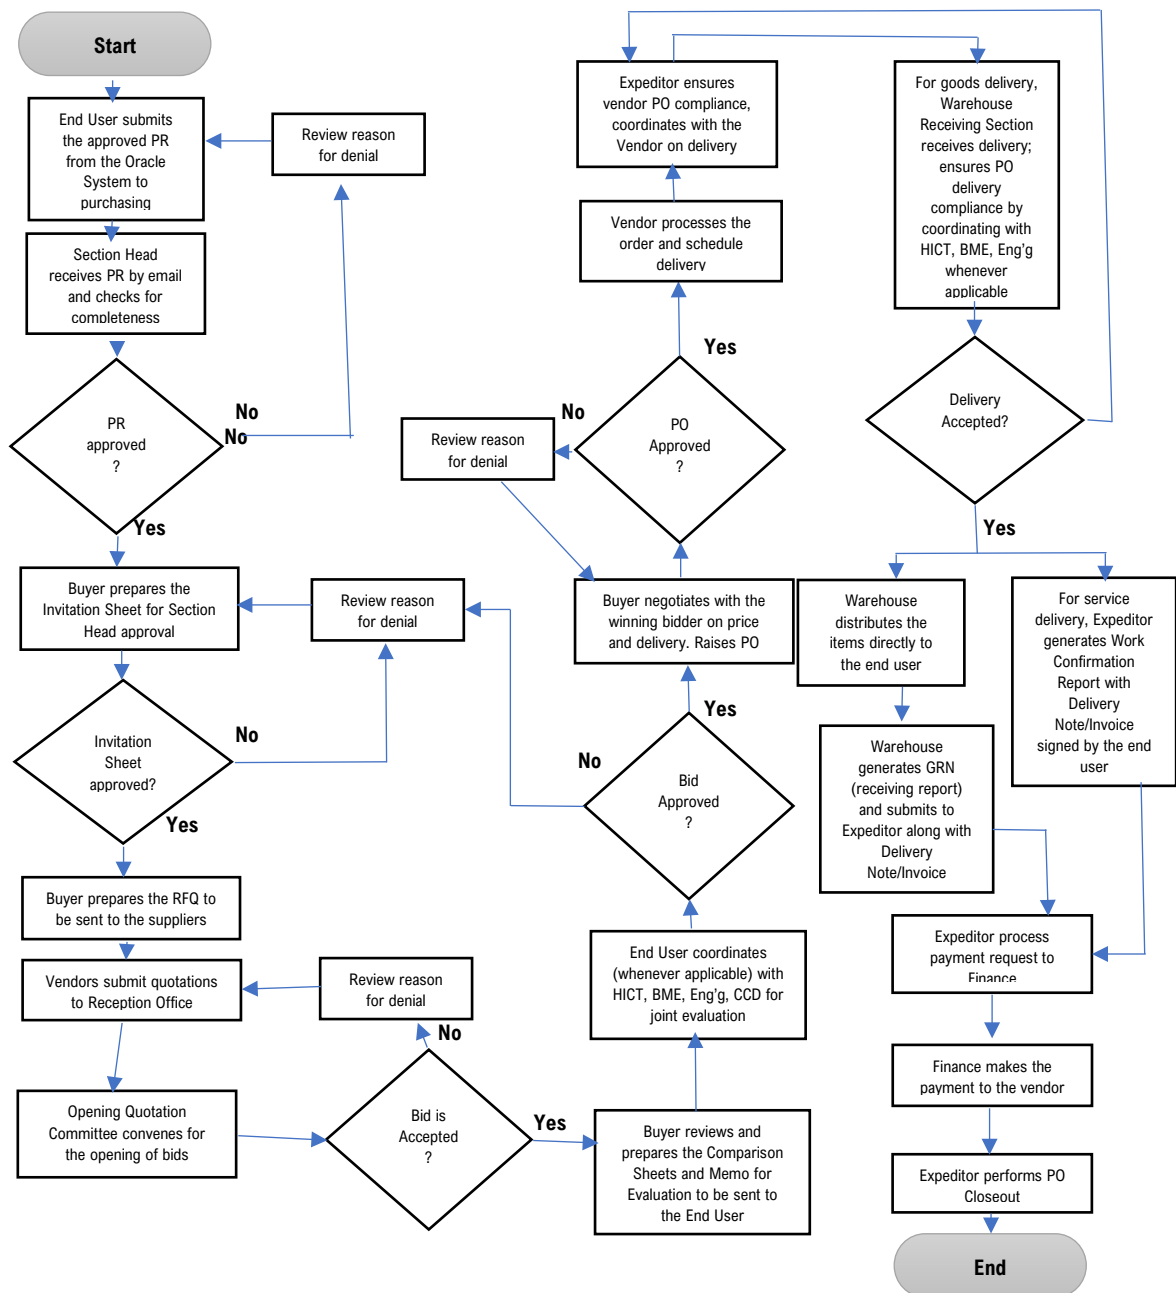 Start
End User submits
the approved PR
from the Oracle
System to
purchasing
Review reason
for denial
Section Head
receives PR by email
and checks for
completeness
PR
approved
?
No
No
Yes
Buyer prepares the
Invitation Sheet for Section
Head approval
Review reason
for denial
Invitation
Sheet
approved?
No
Yes
Buyer prepares the RFQ to
be sent to the suppliers
Vendors submit quotations
to Reception Office
Review reason
for denial
Opening Quotation
Committee convenes for
the opening of bids
Bid is
Accepted
?
No
Yes
Buyer reviews and
prepares the Comparison
Sheets and Memo for
Evaluation to be sent to
the End User
End User coordinates
(whenever applicable) with
HICT, BME, Eng'g, CCD for
joint evaluation
Bid
Approved
?
No
Yes
Buyer negotiates with the
winning bidder on price
and delivery. Raises PO
PO
Approved
?
No
Review reason
for denial
Yes
Vendor processes the
order and schedule
delivery
Expeditor ensures
vendor PO compliance,
coordinates with the
Vendor on delivery
For goods delivery,
Warehouse
Receiving Section
receives delivery;
ensures PO
delivery
compliance by
coordinating with
HICT, BME, Eng'g
whenever
applicable
Delivery
Accepted?
Yes
Warehouse
distributes the
items directly to
the end user
For service
delivery, Expeditor
generates Work
Confirmation
Report with
Delivery
Note/Invoice
signed by the end
user
Warehouse
generates GRN
(receiving report)
and submits to
Expeditor along with
Delivery
Note/Invoice
Expeditor process
payment request to
Finance
Finance makes the
payment to the vendor
Expeditor performs PO
Closeout
End